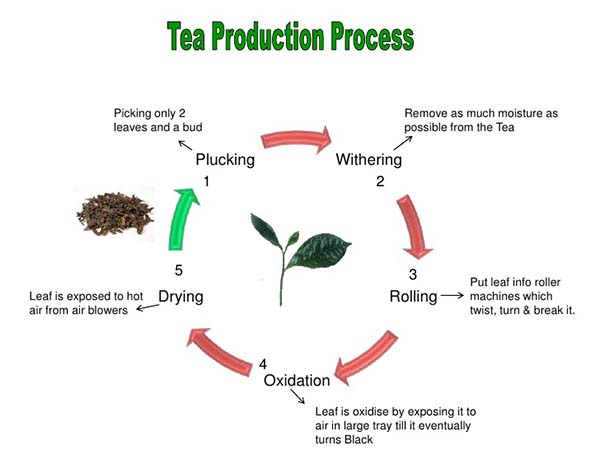 Tea Production Process
Picking only 2
leaves and a bud
Remove as much moisture as
possible from the Tea
Plucking
1
Withering
2
3
Rolling
Put leaf info roller
machines which
twist, turn & break it.
4
Oxidation
Leaf is oxidise by exposing it to
air in large tray till it eventually
turns Black
5
Drying
Leaf is exposed to hot
air from air blowers